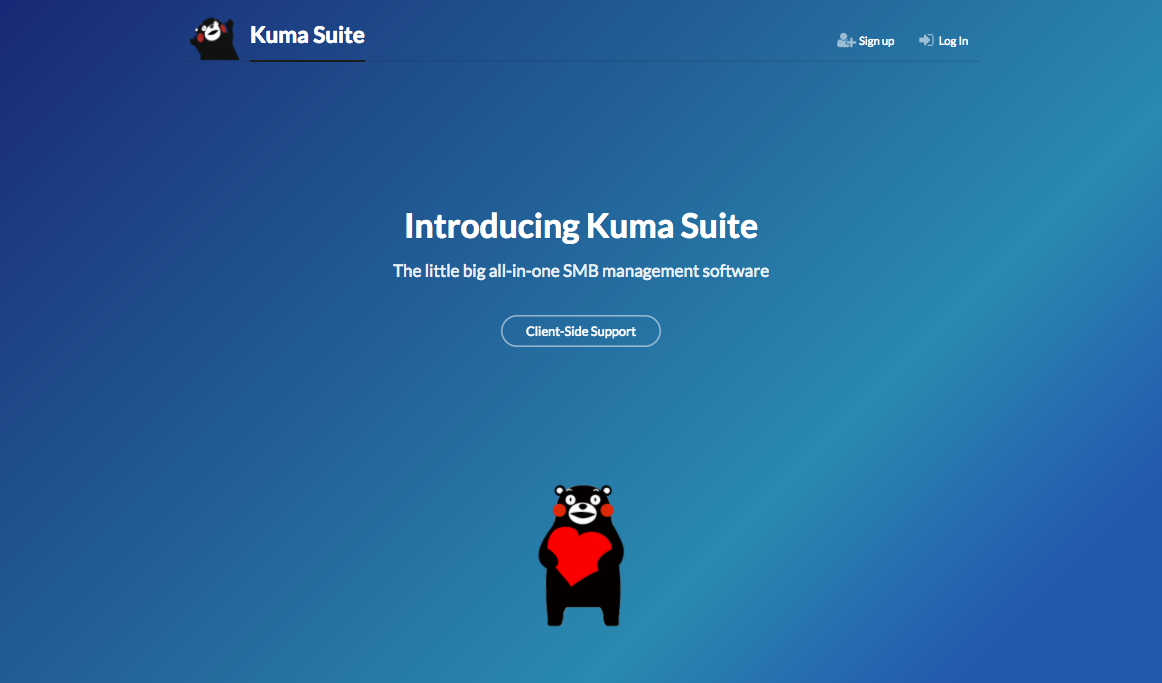 Kuma Suite
Sign up
Log In
Introducing Kuma Suite
The little big all-in-one SMB management software
Client-Side Support